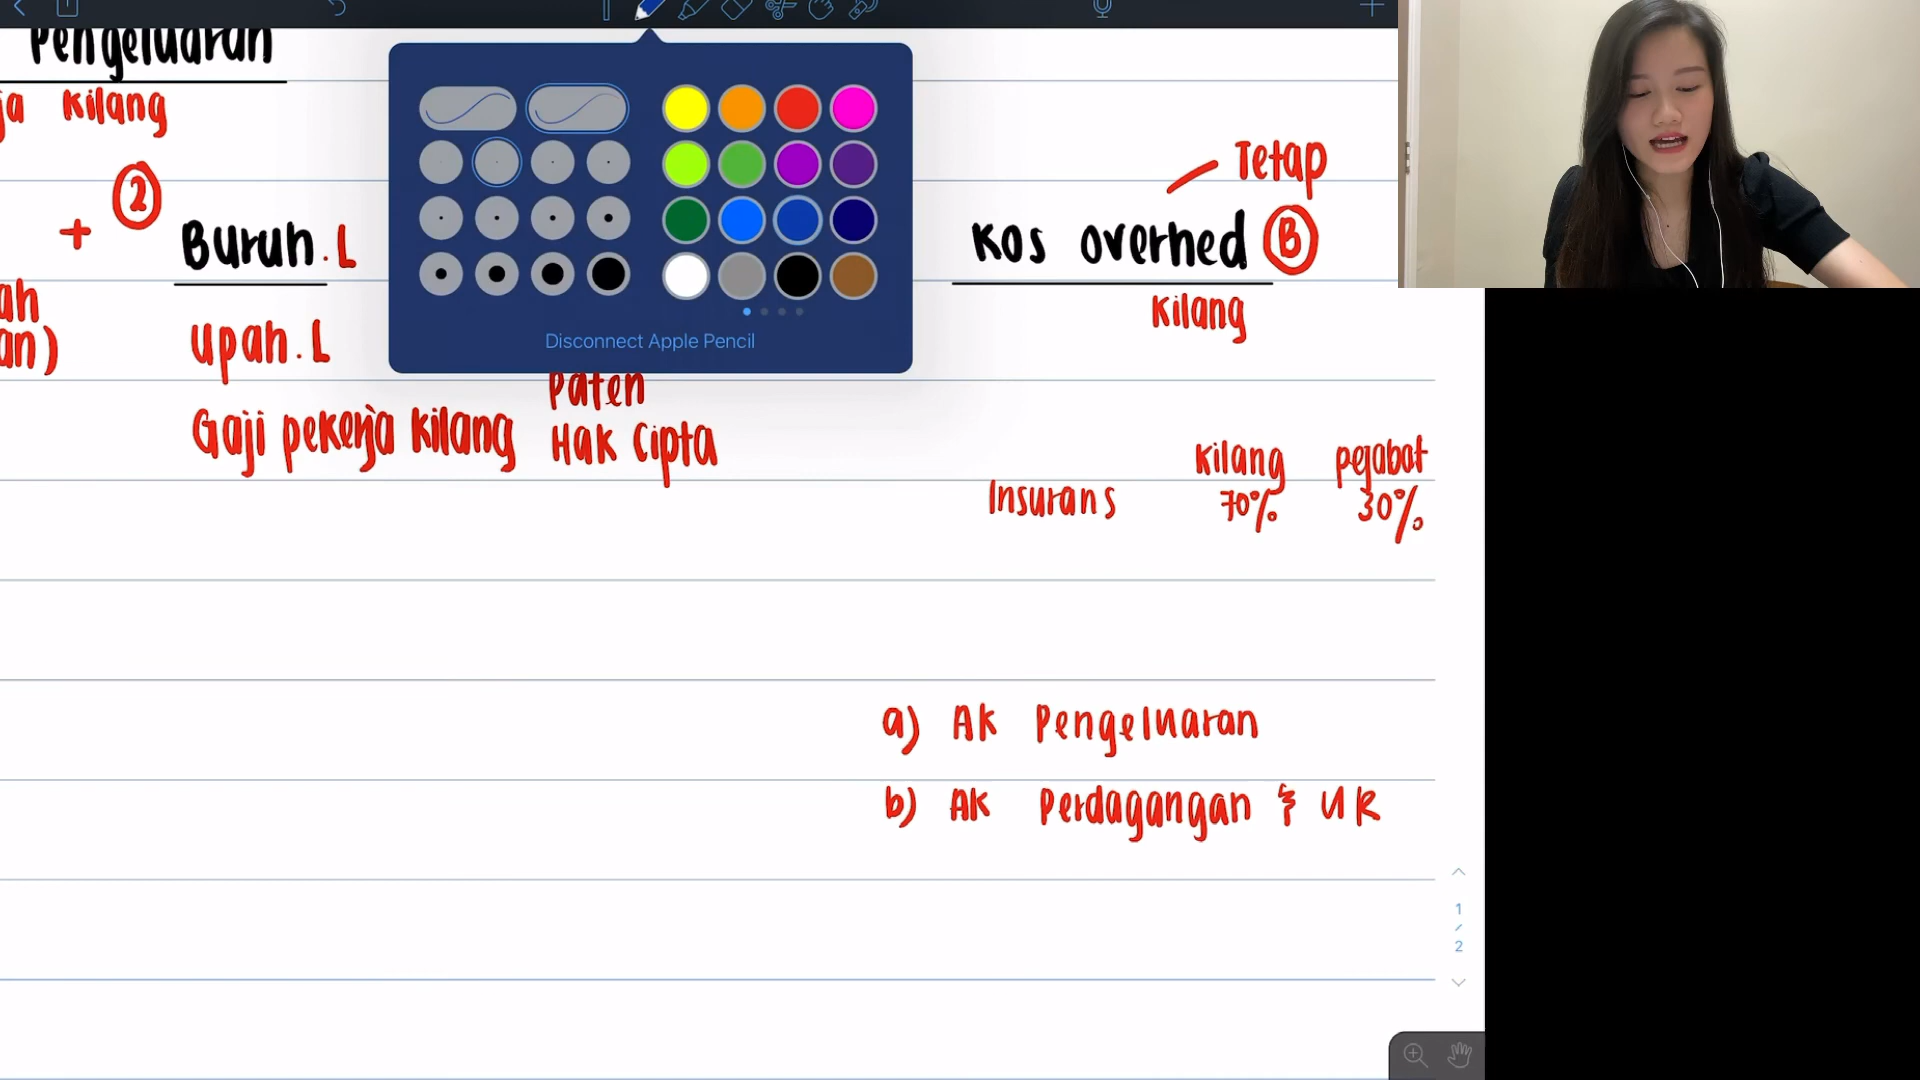 Pengeluaran
ja kilang
2
+
Buruh.L
ah
an)
upah.L
Gaji pekerja kilang
Disconnect Apple Pencil
Paten
Hak Cipta
Tetap
Kos overhed B
kilang
kilang pejabat
Insurans 70% 30%
a) AK Pengeluaran
b) AK Perdagangan & UR
1
/
2